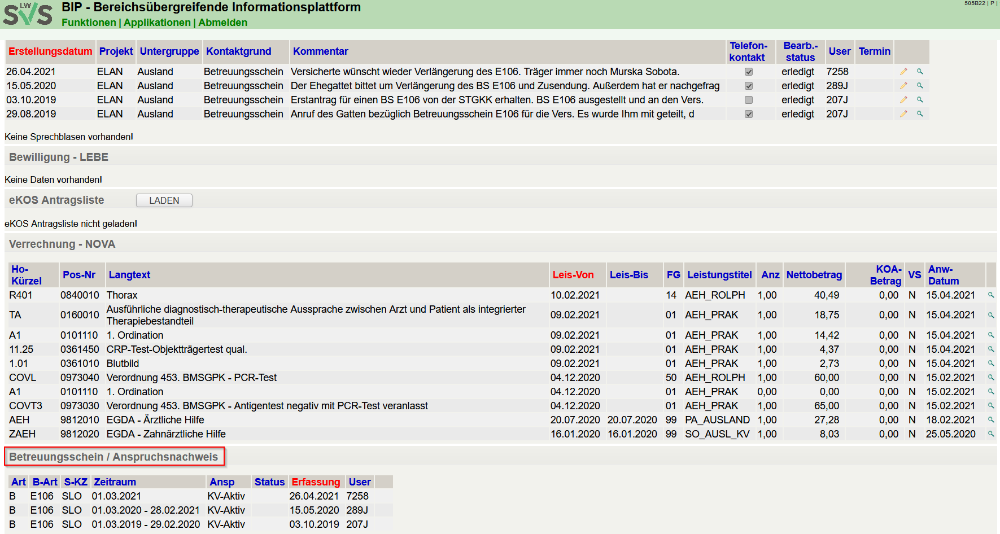 LW
SVS
BIP - Bereichsübergreifende Informationsplattform
505B22 | P |
Funktionen | Applikationen | Abmelden
Erstellungsdatum Projekt Untergruppe Kontaktgrund Kommentar Telefon-kontakt Bearb.-status User Termin
26.04.2021 ELAN Ausland Betreuungsschein Versicherte wünscht wieder Verlängerung des E106. Träger immer noch Murska Sobota. erledigt 7258
15.05.2020 ELAN Ausland Betreuungsschein Der Ehegattet bittet um Verlängerung des BS E106 und Zusendung. Außerdem hat er nachgefrag erledigt 289J
03.10.2019 ELAN Ausland Betreuungsschein Erstantrag für einen BS E106 von der STGKK erhalten. BS E106 ausgestellt und an den Vers. erledigt 207J
29.08.2019 ELAN Ausland Betreuungsschein Anruf des Gatten bezüglich Betreuungsschein E106 für die Vers. Es wurde Ihm mit geteilt, d erledigt 207J
Keine Sprechblasen vorhanden!
Bewilligung - LEBE
Keine Daten vorhanden!
eKOS Antragsliste LADEN
eKOS Antragsliste nicht geladen!
Verrechnung - NOVA
Ho-Kürzel Pos-Nr Langtext Leis-Von Leis-Bis FG Leistungstitel Anz Nettobetrag KOA-Betrag VS Anw-Datum
R401 0840010 Thorax 10.02.2021 14 AEH_ROLPH 1,00 40,49 0,00 N 15.04.2021
TA 0160010 Ausführliche diagnostisch-therapeutische Aussprache zwischen Arzt und Patient als integrierter Therapiebestandteil 09.02.2021 01 AEH_PRAK 1,00 18,75 0,00 N 15.04.2021
A1 0101110 1. Ordination 09.02.2021 01 AEH_PRAK 1,00 14,42 0,00 N 15.04.2021
11.25 0361450 CRP-Test-Objektträgertest qual. 09.02.2021 01 AEH_PRAK 1,00 4,37 0,00 N 15.04.2021
1.01 0361010 Blutbild 09.02.2021 01 AEH_PRAK 1,00 2,73 0,00 N 15.04.2021
COVL 0973040 Verordnung 453. BMSGPK - PCR-Test 04.12.2020 50 AEH_ROLPH 1,00 60,00 0,00 N 15.02.2021
A1 0101110 1. Ordination 04.12.2020 01 AEH_PRAK 0,00 0,00 0,00 N 15.02.2021
COVT3 0973030 Verordnung 453. BMSGPK - Antigentest negativ mit PCR-Test veranlasst 04.12.2020 01 AEH_PRAK 1,00 65,00 0,00 N 15.02.2021
AEH 9812010 EGDA - Ärztliche Hilfe 20.07.2020 20.07.2020 99 PA_AUSLAND 1,00 27,28 0,00 N 18.02.2021
ZAEH 9812020 EGDA - Zahnärztliche Hilfe 16.01.2020 16.01.2020 99 SO_AUSL_KV 1,00 8,03 0,00 N 25.05.2020
Betreuungsschein / Anspruchsnachweis
Art B-Art S-KZ Zeitraum Ansp Status Erfassung User
B E106 SLO 01.03.2021 KV-Aktiv 26.04.2021 7258
B E106 SLO 01.03.2020 - 28.02.2021 KV-Aktiv 15.05.2020 289J
B E106 SLO 01.03.2019 - 29.02.2020 KV-Aktiv 03.10.2019 207J